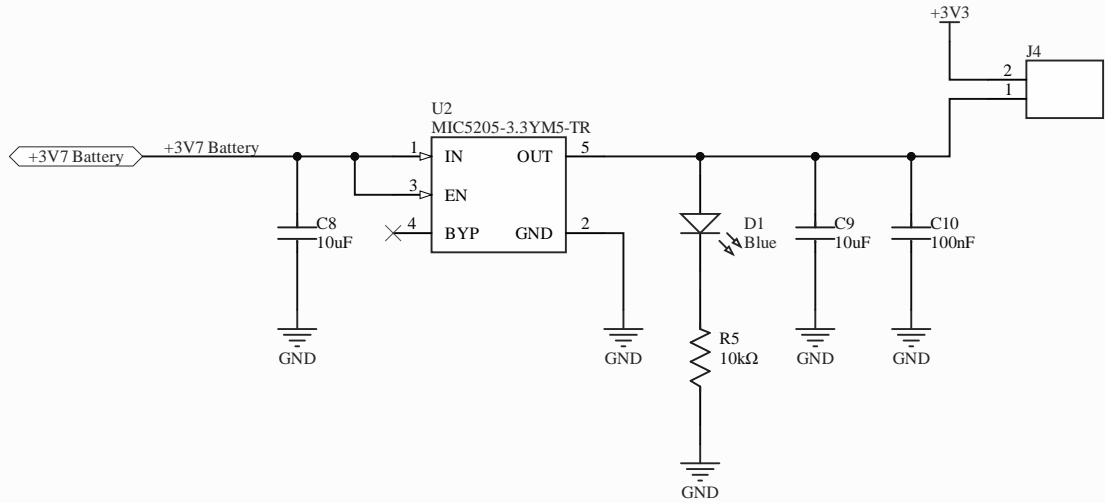 +3V3
J4
2
1
U2
MIC5205-3.3YM5-TR
+3V7 Battery
+3V7 Battery
1
IN
OUT
5
3
EN
4
BYP
GND
2
C8
10uF
D1
Blue
C9
10uF
C10
100nF
GND
GND
R5
10kΩ
GND
GND
GND